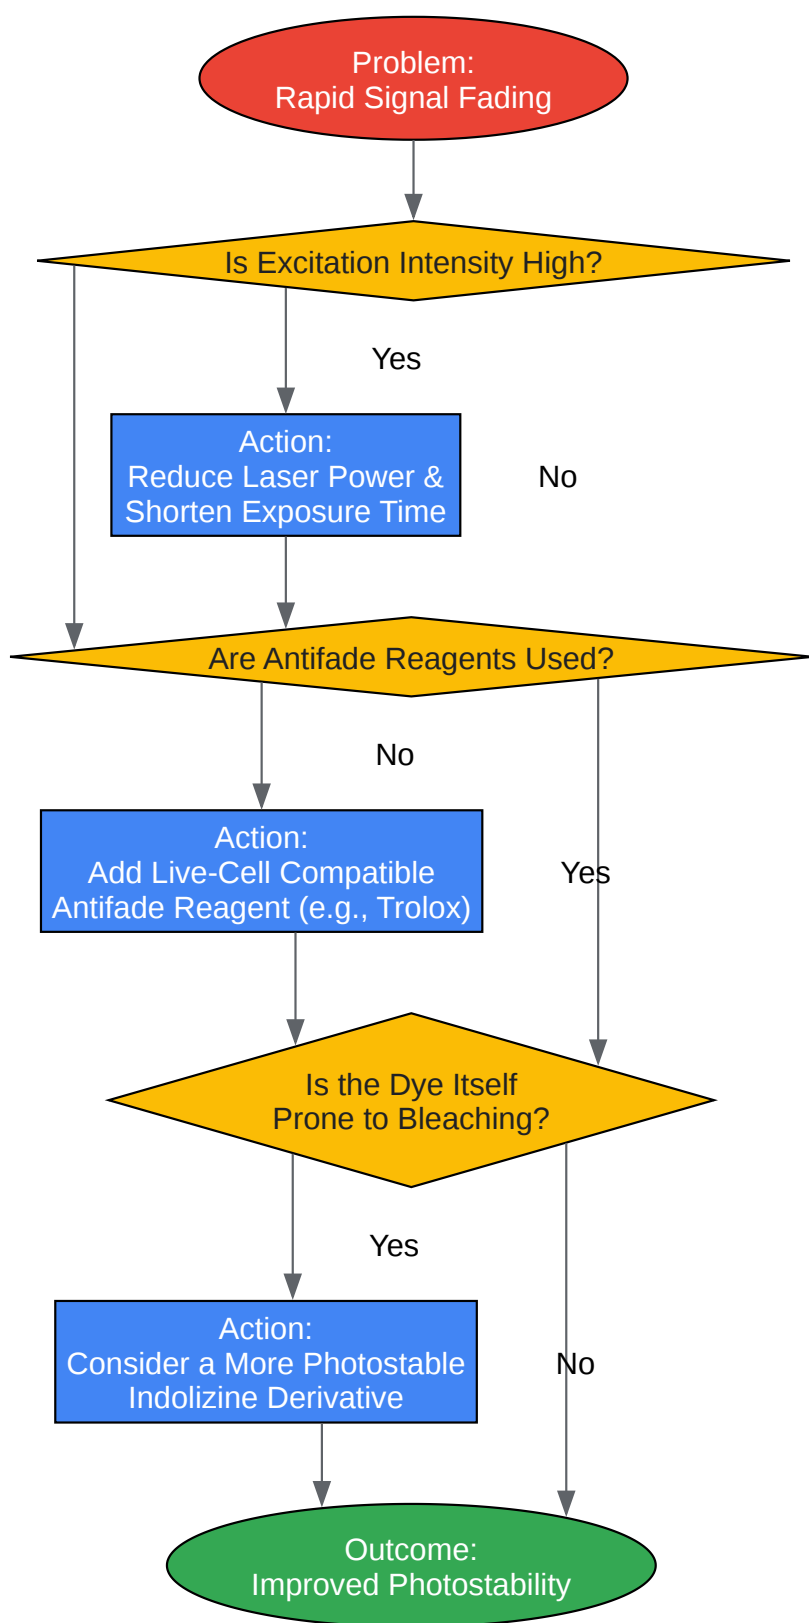 Problem:
Rapid Signal Fading
Is Excitation Intensity High?
Yes
Action:
Reduce Laser Power &
Shorten Exposure Time
No
Are Antifade Reagents Used?
No
Action:
Add Live-Cell Compatible
Antifade Reagent (e.g., Trolox)
Yes
Is the Dye Itself
Prone to Bleaching?
Yes
Action:
Consider a More Photostable
Indolizine Derivative
No
Outcome:
Improved Photostability